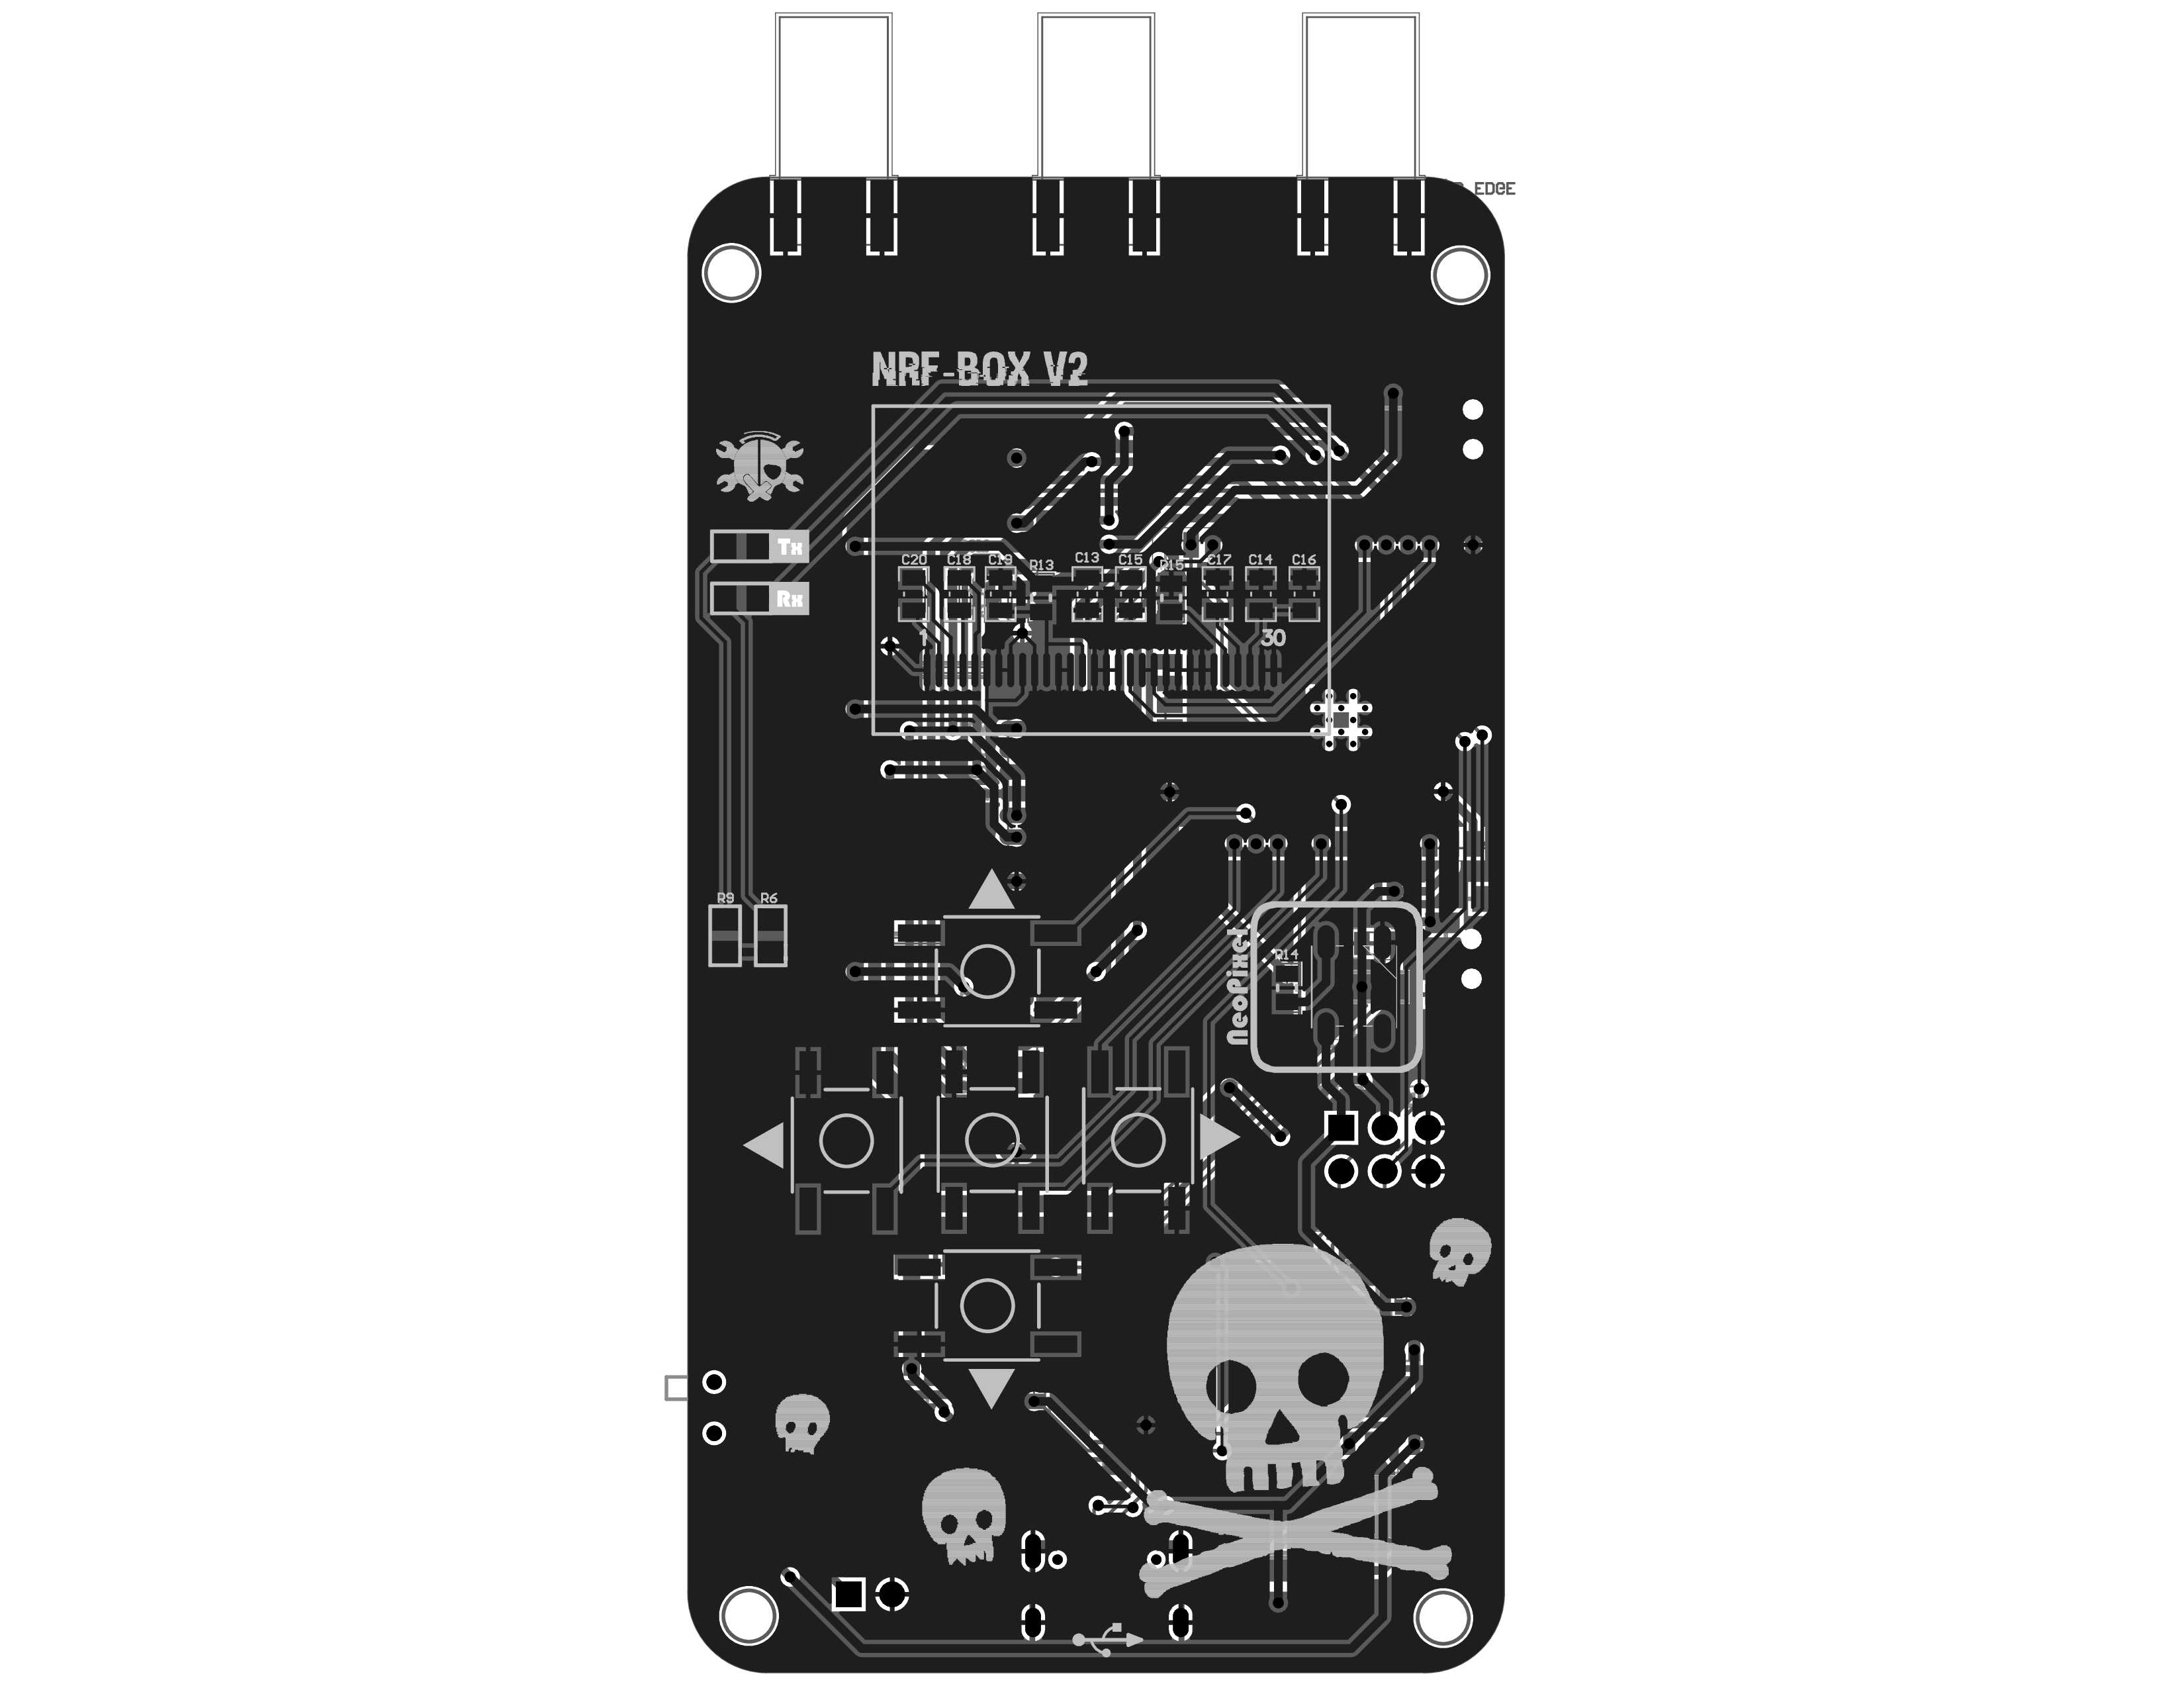 EDGE
NRF-BOX V2
Tx
C20 C18 C19 R13 C13 C15 R15 C17 C14 C16
Rx
1 30
R9 R6
NeoPixel
R14